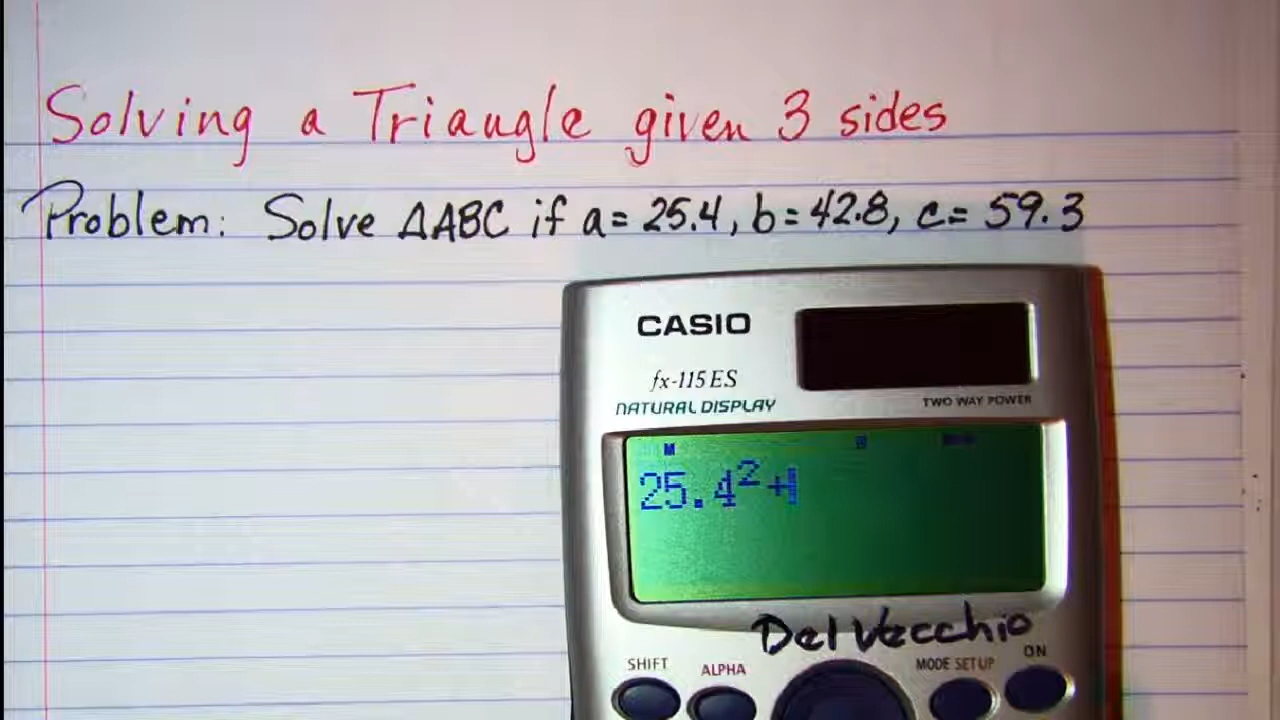 Solving a Triangle given 3 sides
Problem: Solve ΔABC if a= 25.4, b=42.8, c= 59.3
CASIO
fx-115ES
NATURAL DISPLAY
TWO WAY POWER
M
25.4²+
Del Vecchio
SHIFT ALPHA MODE SETUP ON